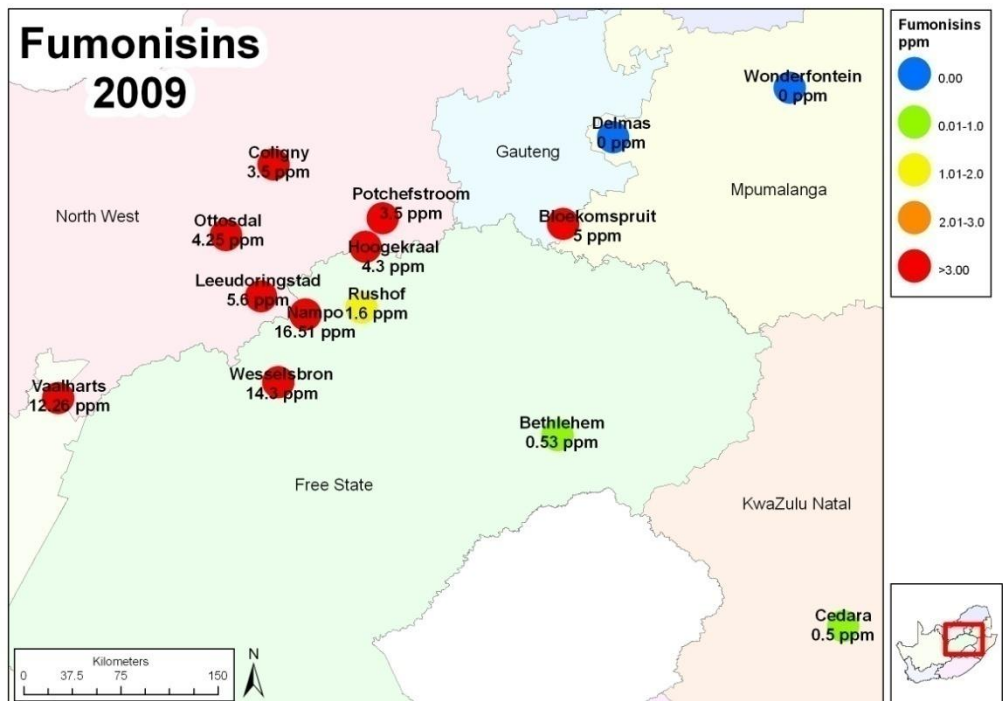 Fumonisins
2009
Wonderfontein
0 ppm
Delmas
0 ppm
Gauteng
Mpumalanga
Coligny
3.5 ppm
North West
Potchefstroom
3.5 ppm
Ottosdal
4.25 ppm
Bloekomspruit
5 ppm
Hoogekraal
4.3 ppm
Leeudoringstad
5.6 ppm
Rushof
1.6 ppm
Nampo
16.51 ppm
Wesselsbron
14.3 ppm
Vaalharts
12.26 ppm
Bethlehem
0.53 ppm
Free State
KwaZulu Natal
Cedara
0.5 ppm
Kilometers
0 37.5 75 150
N
Fumonisins
ppm
0.00
0.01-1.0
1.01-2.0
2.01-3.0
>3.00